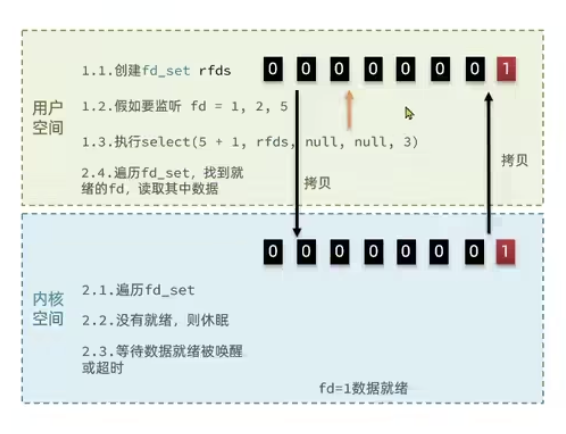 1.1.创建fd_set rfds
0 0 0 0 0 0 0 1
用户
空间
1.2.假如要监听 fd = 1, 2, 5
1.3.执行select(5 + 1, rfds, null, null, 3)
2.4.遍历fd_set，找到就
绪的fd，读取其中数据
拷贝
拷贝
0 0 0 0 0 0 0 1
内核
空间
2.1.遍历fd_set
2.2.没有就绪，则休眠
2.3.等待数据就绪被唤醒
或超时
fd=1数据就绪